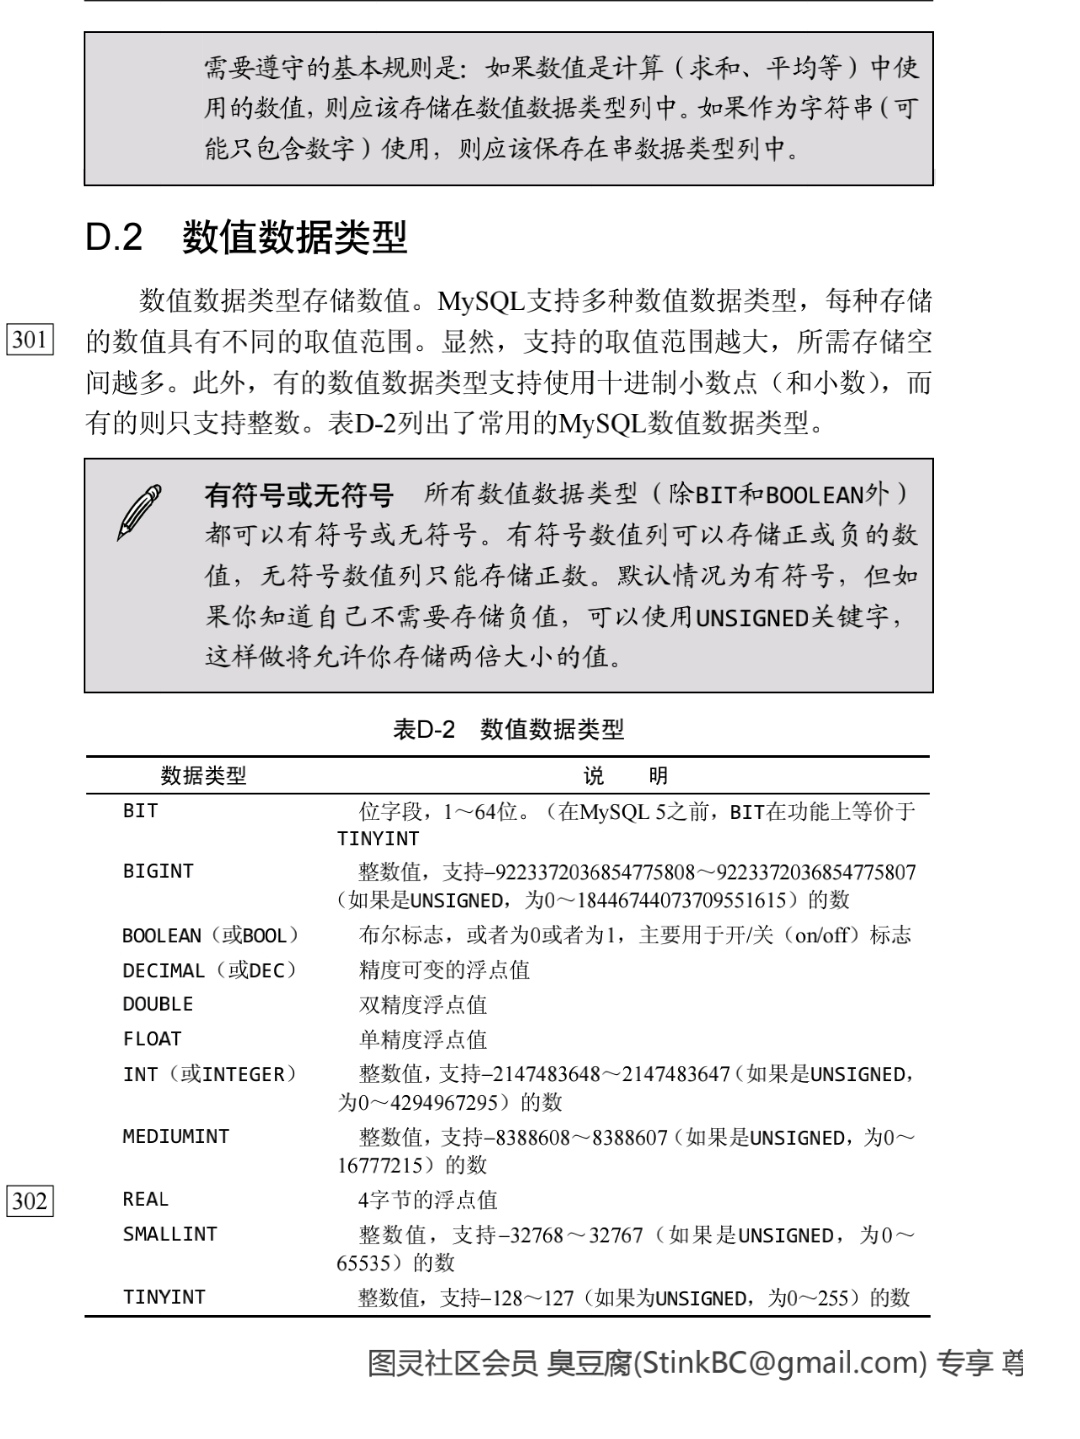 需要遵守的基本规则是：如果数值是计算（求和、平均等）中使
用的数值，则应该存储在数值数据类型列中。如果作为字符串（可
能只包含数字）使用，则应该保存在串数据类型列中。
D.2 数值数据类型
数值数据类型存储数值。MySQL支持多种数值数据类型，每种存储
301
的数值具有不同的取值范围。显然，支持的取值范围越大，所需存储空
间越多。此外，有的数值数据类型支持使用十进制小数点（和小数），而
有的则只支持整数。表D-2列出了常用的MySQL数值数据类型。
有符号或无符号 所有数值数据类型（除BIT和BOOLEAN外）
都可以有符号或无符号。有符号数值列可以存储正或负的数
值，无符号数值列只能存储正数。默认情况为有符号，但如
果你知道自己不需要存储负值，可以使用UNSIGNED关键字，
这样做将允许你存储两倍大小的值。
表D-2 数值数据类型
数据类型 说 明
BIT 位字段，1～64位。（在MySQL 5之前，BIT在功能上等价于
TINYINT
BIGINT 整数值，支持–9223372036854775808～9223372036854775807
（如果是UNSIGNED，为0～18446744073709551615）的数
BOOLEAN（或BOOL） 布尔标志，或者为0或者为1，主要用于开/关（on/off）标志
DECIMAL（或DEC） 精度可变的浮点值
DOUBLE 双精度浮点值
FLOAT 单精度浮点值
INT（或INTEGER） 整数值，支持–2147483648～2147483647（如果是UNSIGNED，
为0～4294967295）的数
MEDIUMINT 整数值，支持–8388608～8388607（如果是UNSIGNED，为0～
16777215）的数
302
REAL 4字节的浮点值
SMALLINT 整数值，支持–32768～32767（如果是UNSIGNED，为0～
65535）的数
TINYINT 整数值，支持–128～127（如果为UNSIGNED，为0～255）的数
图灵社区会员 臭豆腐(StinkBC@gmail.com) 专享 尊